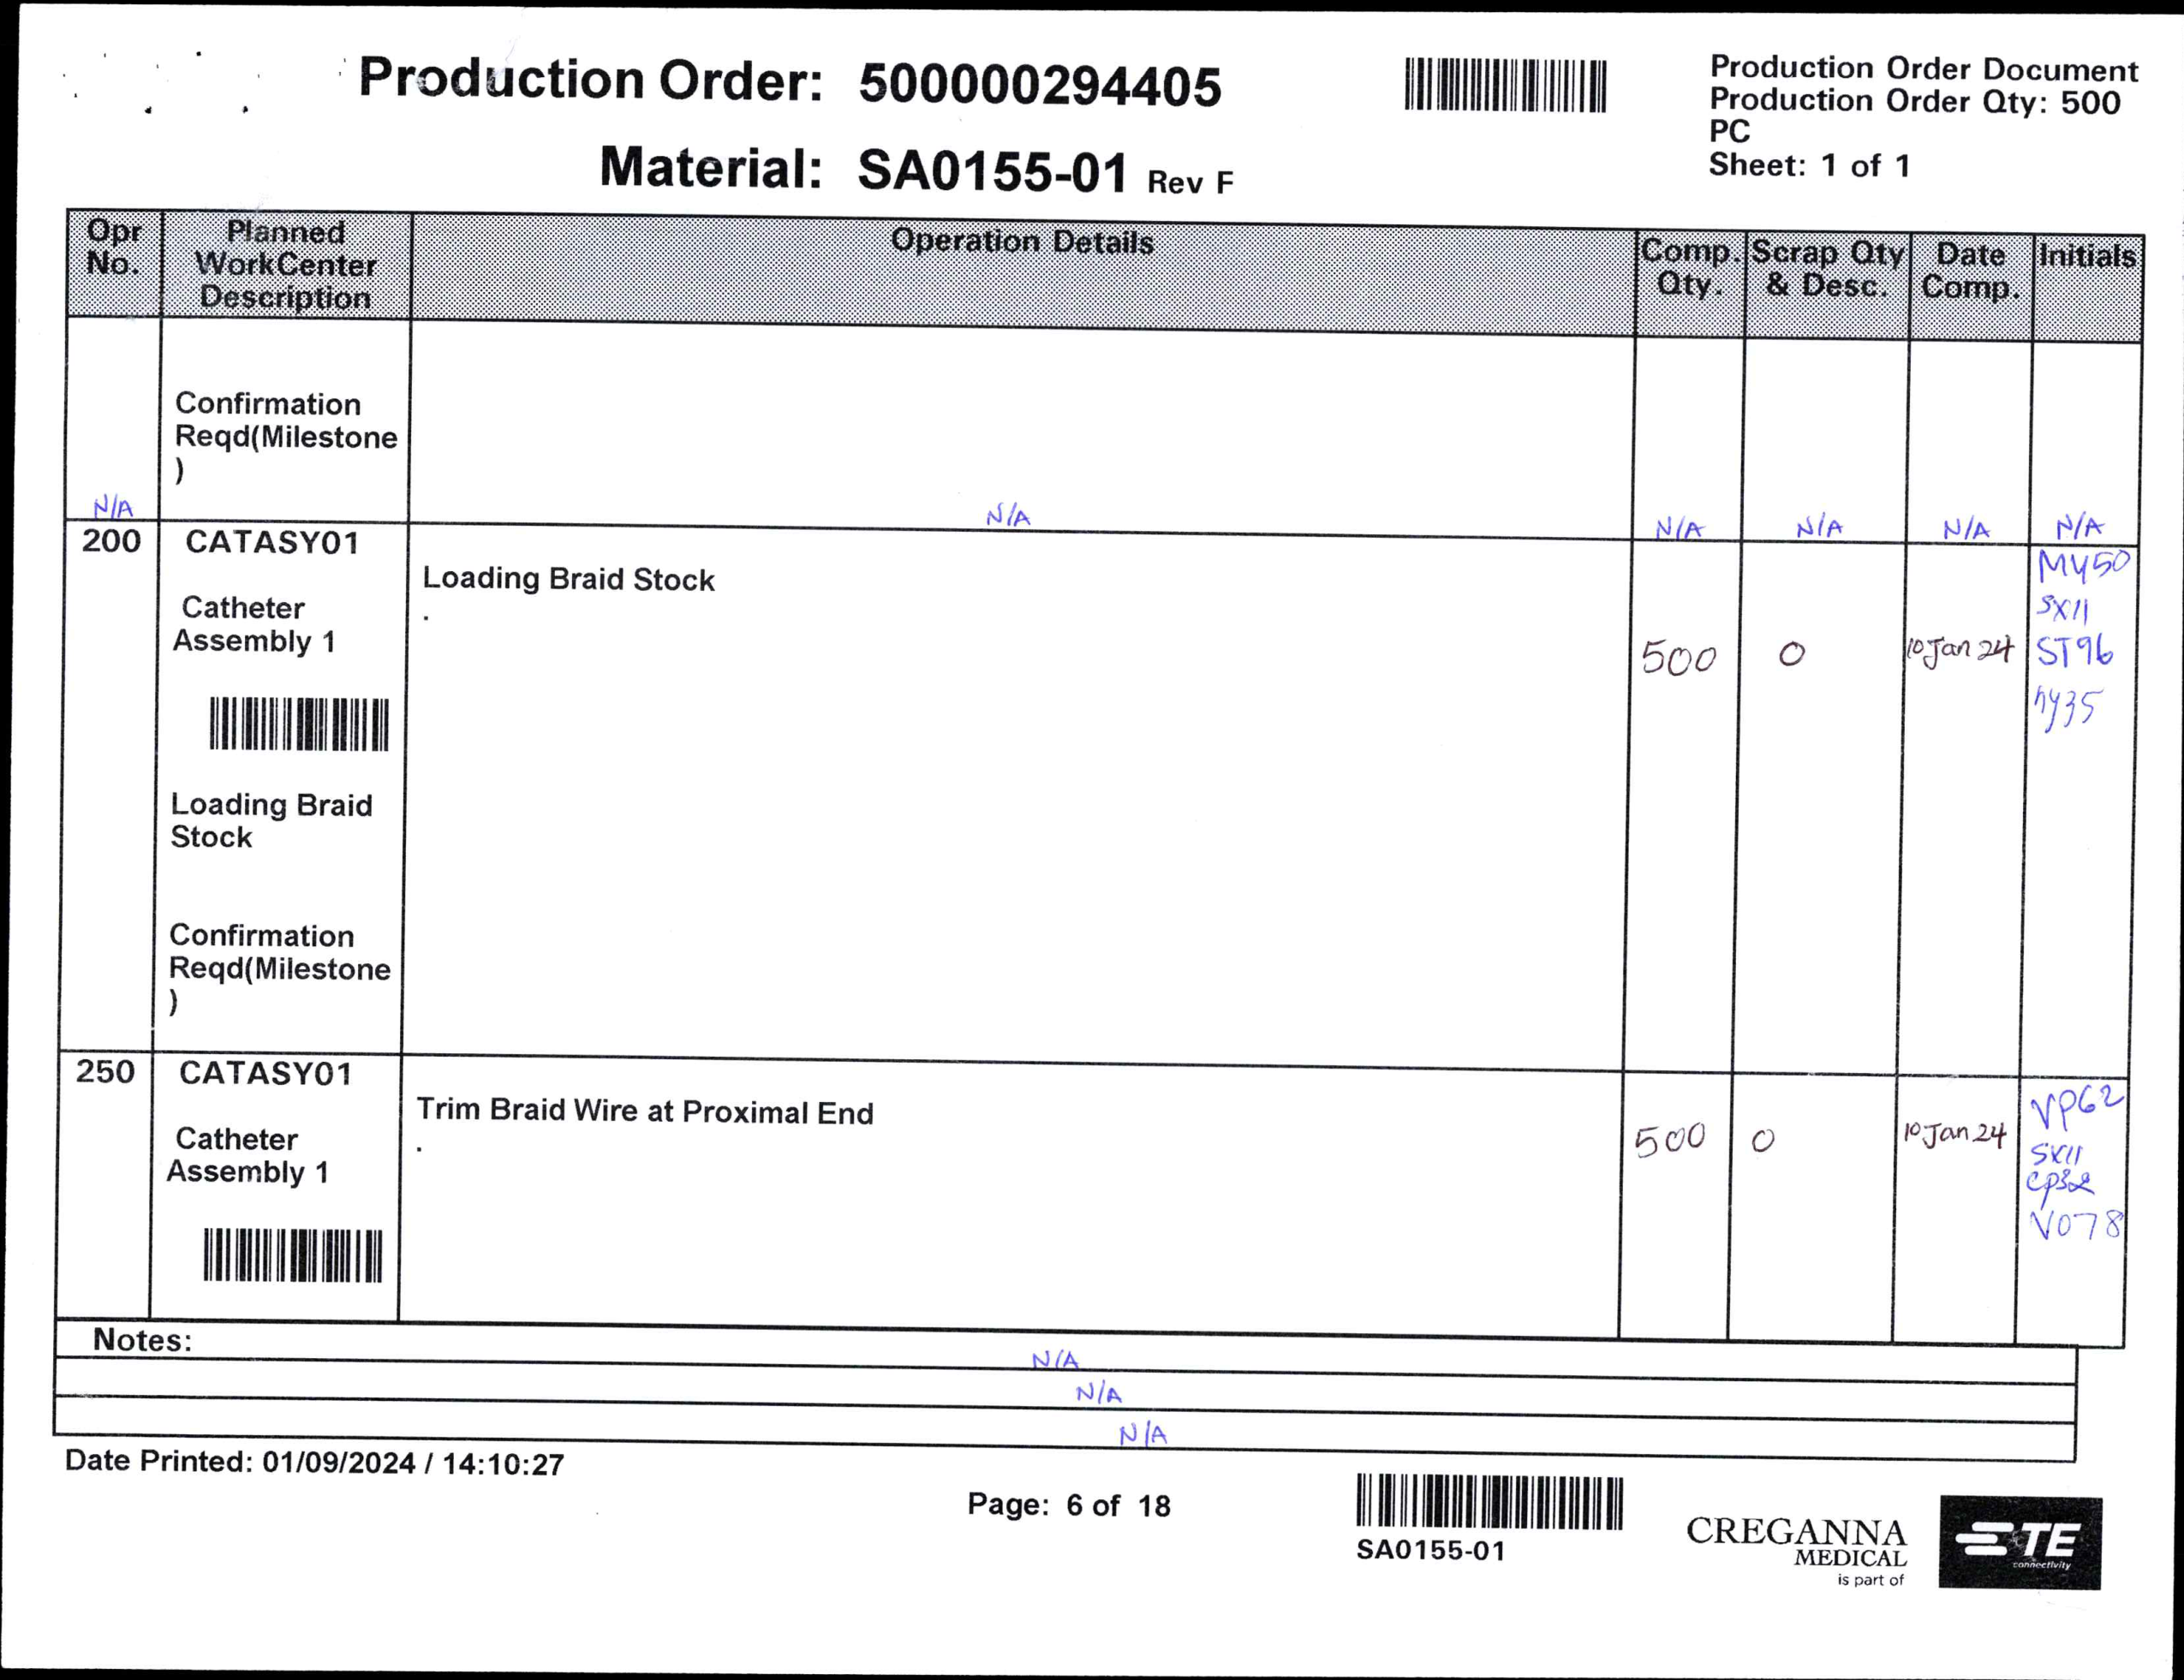 Production Order: 500000294405
Material: SA0155-01 Rev F
Production Order Document
Production Order Qty: 500
PC
Sheet: 1 of 1
Opr
No.
Planned
WorkCenter
Description
Operation Details
Comp.
Qty.
Scrap Qty
& Desc.
Date
Comp.
Initials
Confirmation
Reqd(Milestone
)
N/A
N/A
N/A
N/A
N/A
N/A
200
CATASY01
Catheter
Assembly 1
Loading Braid
Stock
Confirmation
Reqd(Milestone
)
Loading Braid Stock
.
500
0
10 Jan 24
MY50
SX11
ST96
hy35
250
CATASY01
Catheter
Assembly 1
Trim Braid Wire at Proximal End
.
500
0
10 Jan 24
VP62
SX11
CP32
V078
Notes:
N/A
N/A
N/A
Date Printed: 01/09/2024 / 14:10:27
Page: 6 of 18
SA0155-01
CREGANNA
MEDICAL
is part of
TE
connectivity